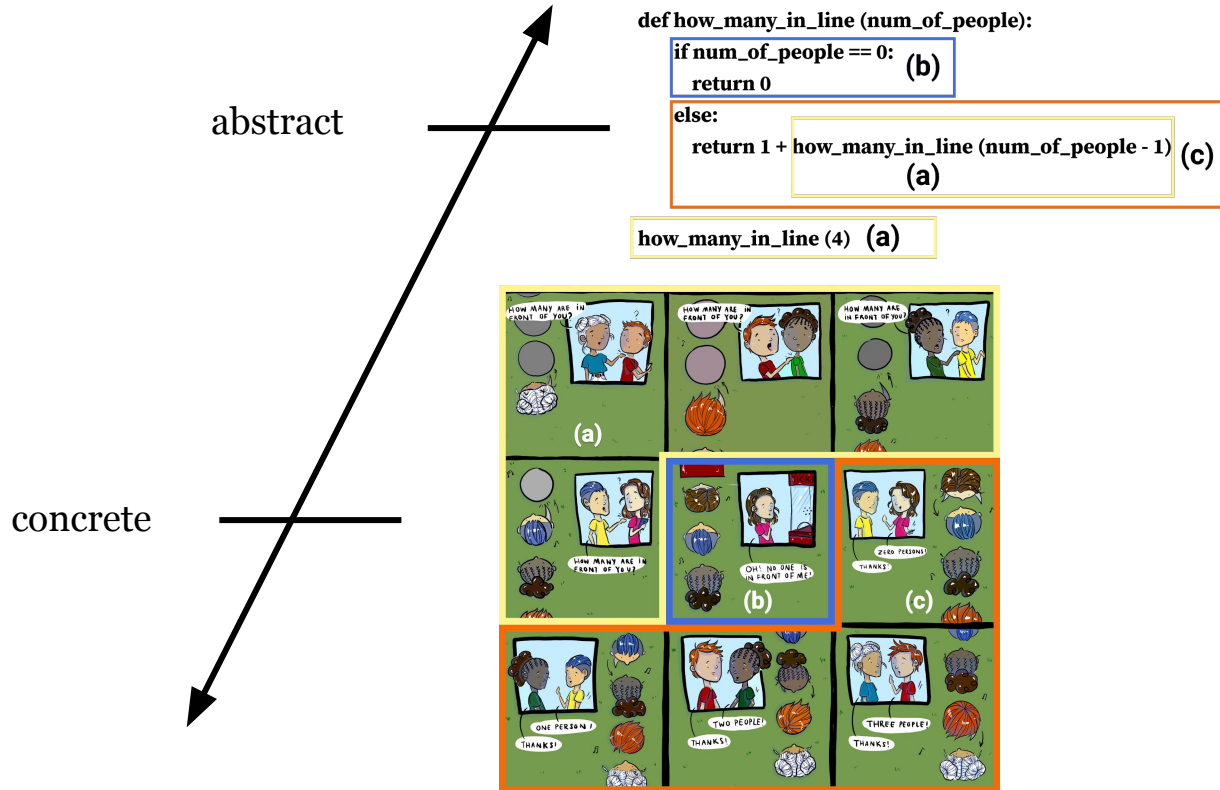 abstract
concrete
def how_many_in_line (num_of_people):
if num_of_people == 0:
return 0
(b)
else:
return 1 + how_many_in_line (num_of_people - 1)
(a)
(c)
how_many_in_line (4) (a)
HOW MANY ARE IN
FRONT OF YOU?
?
HOW MANY ARE IN
FRONT OF YOU?
?
HOW MANY ARE
IN FRONT OF YOU?
?
(a)
?
HOW MANY ARE IN
FRONT OF YOU?
OH! NO ONE IS
IN FRONT OF ME!
(b)
ZERO PERSONS!
THANKS!
(c)
ONE PERSON!
THANKS!
TWO PEOPLE!
THANKS!
THREE PEOPLE!
THANKS!